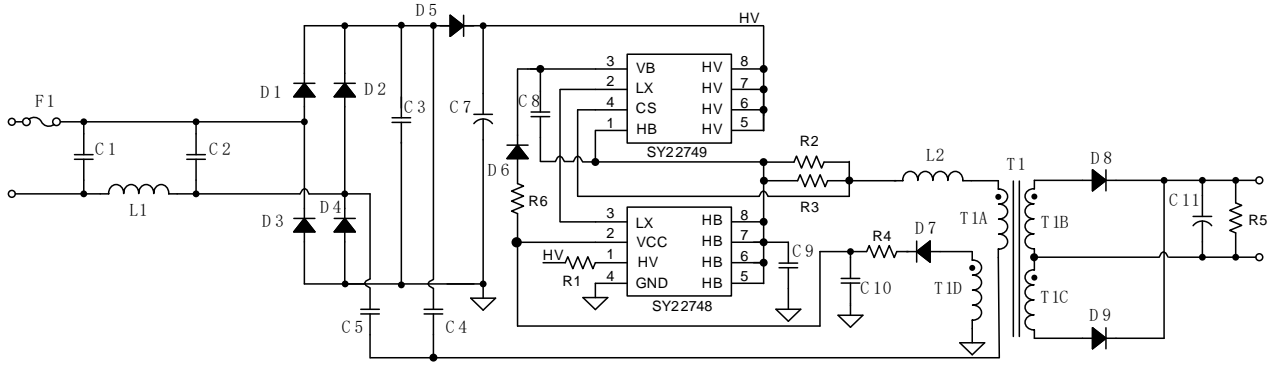 D5
HV
F1
D1
D2
C1
C2
C3
C7
L1
D3
D4
C5
C4
C8
D6
R6
3 VB HV 8
2 LX HV 7
4 CS HV 6
1 HB HV 5
SY22749
R2
R3
3 LX HB 8
2 VCC HB 7
1 HV HB 6
4 GND HB 5
SY22748
HV
R1
C9
L2
T1
T1A
T1B
T1C
T1D
R4
D7
C10
D8
D9
C11
R5